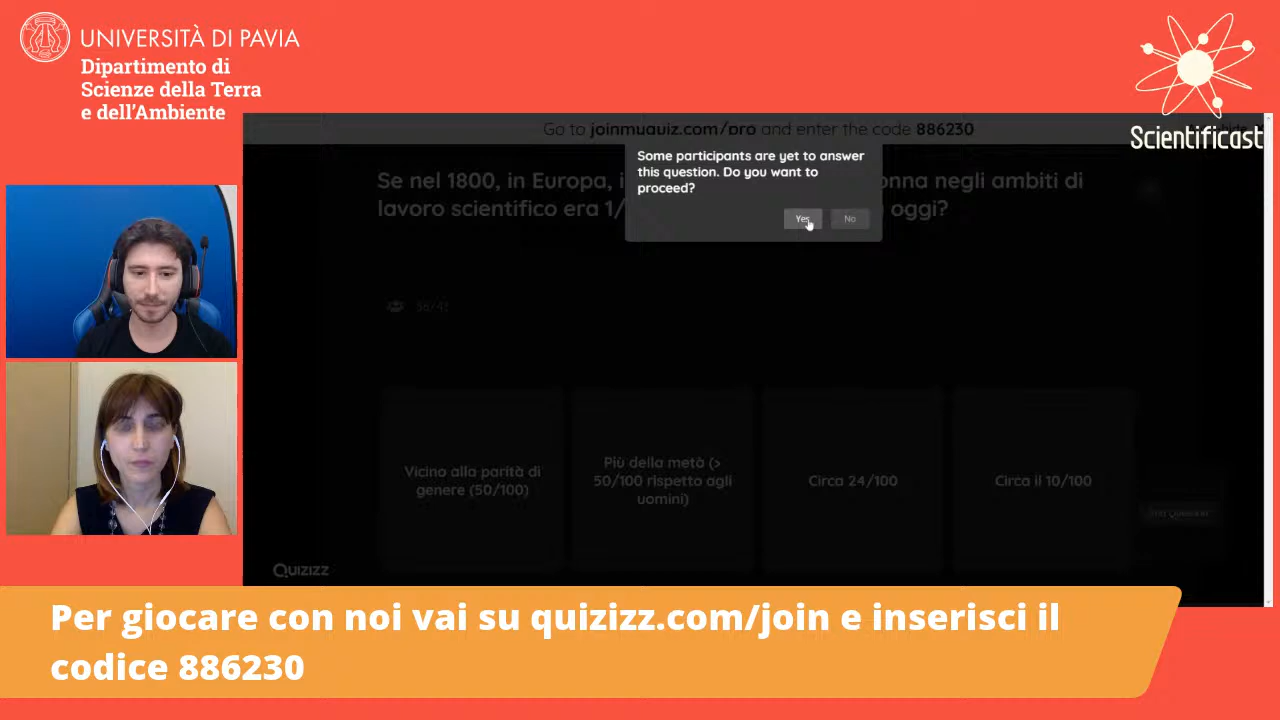 UNIVERSITÀ DI PAVIA
Dipartimento di
Scienze della Terra
e dell'Ambiente
Scientificast
Go to joinmyquiz.com/pro and enter the code 886230
Some participants are yet to answer
this question. Do you want to
proceed?
Yes
No
Se nel 1800, in Europa, negli ambiti di
lavoro scientifico era oggi?
Vicino alla parità di
genere (50/100)
Più della metà (>
50/100 rispetto agli
uomini)
Circa 24/100
Circa il 10/100
Quizizz
Per giocare con noi vai su quizizz.com/join e inserisci il
codice 886230